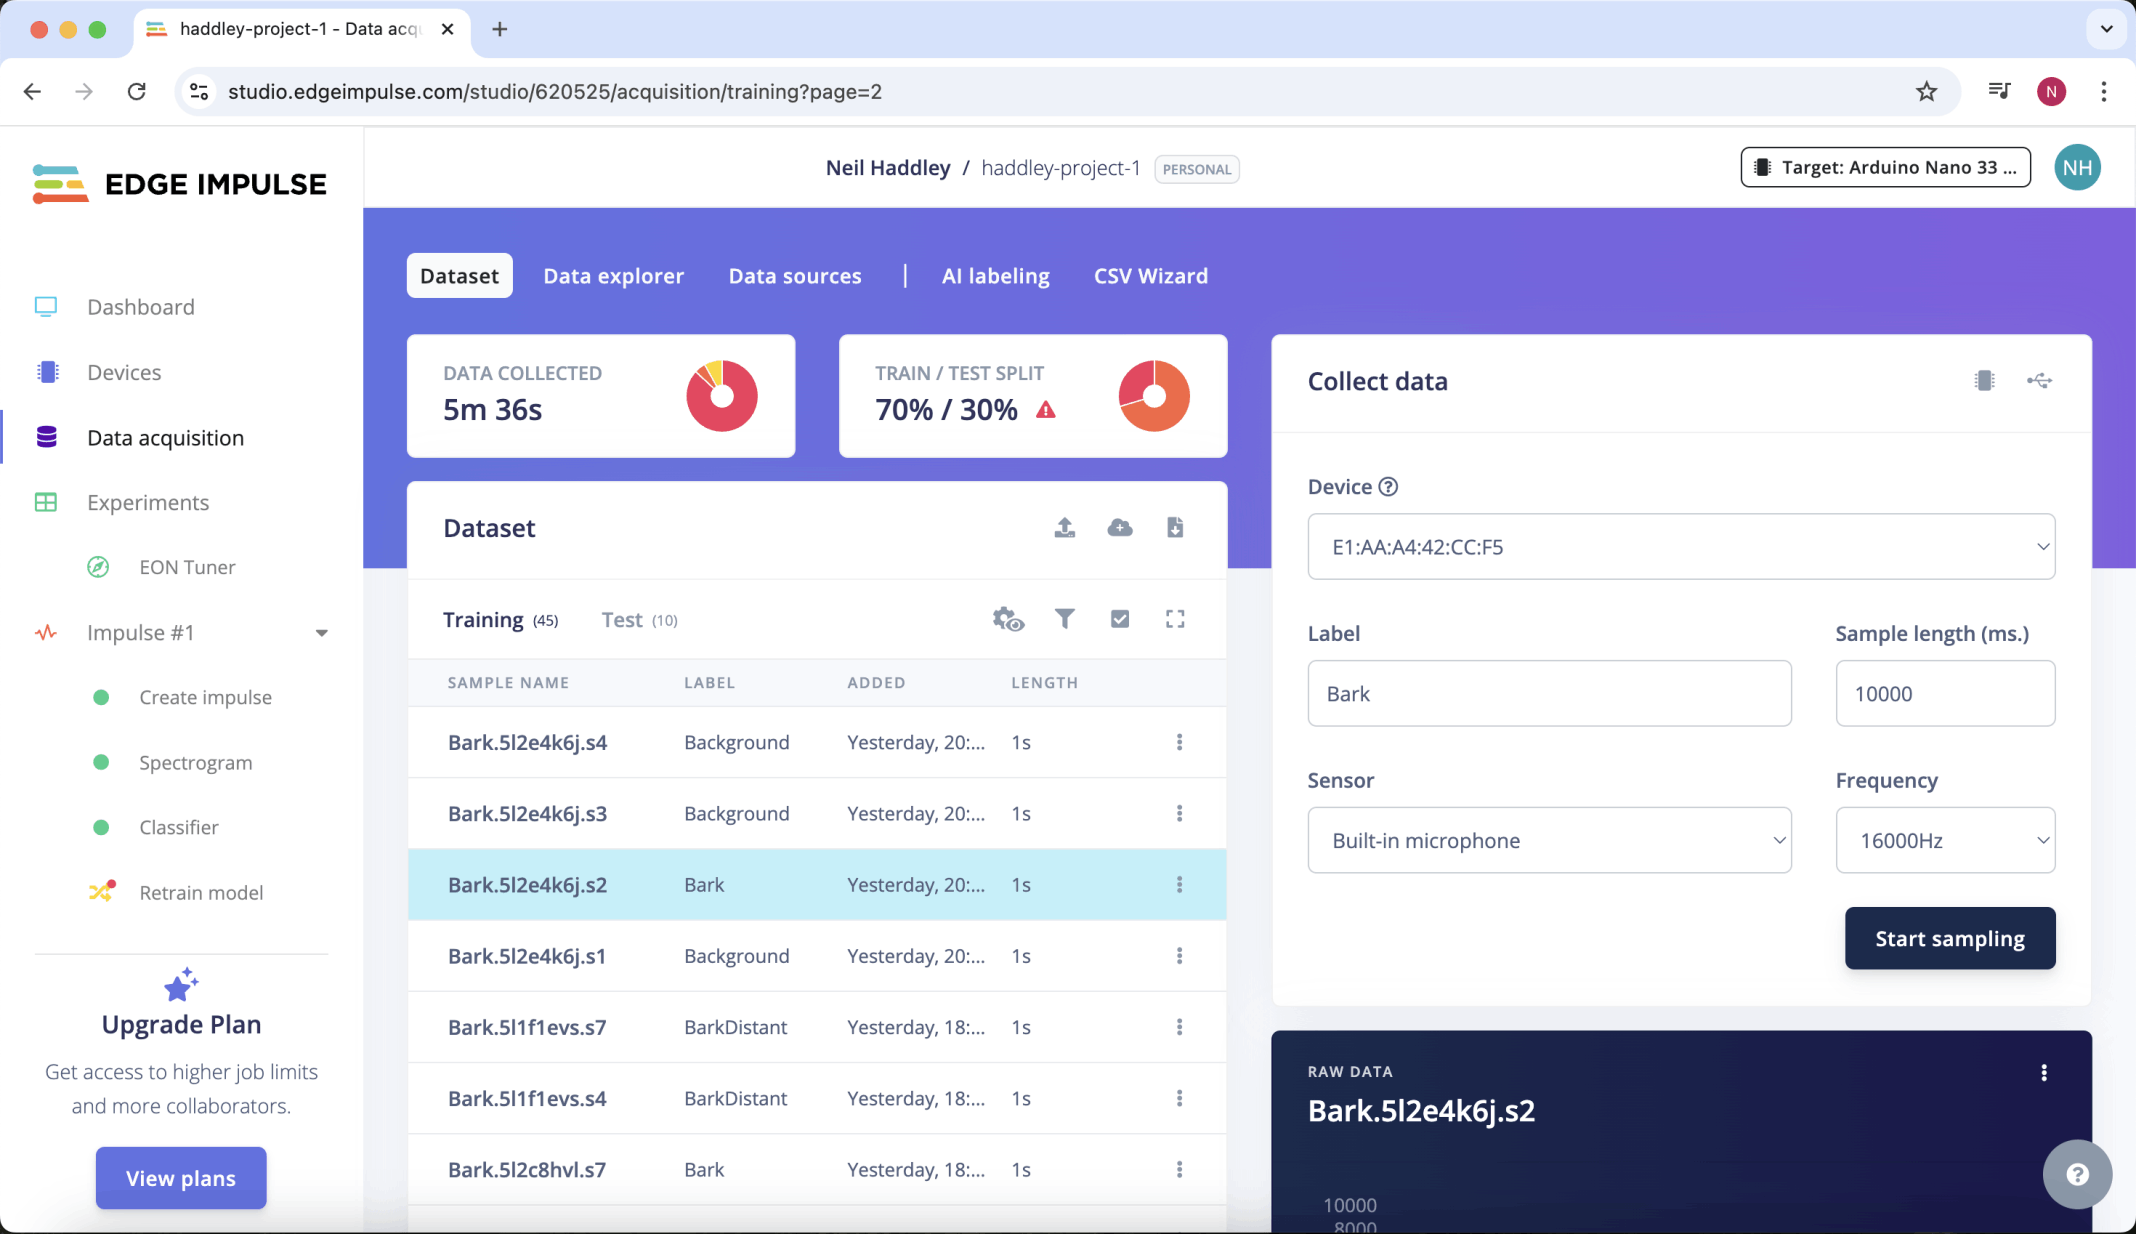 haddley-project-1 - Data acqu
studio.edgeimpulse.com/studio/620525/acquisition/training?page=2
N
EDGE IMPULSE
Neil Haddley / haddley-project-1 PERSONAL
Target: Arduino Nano 33 ...
NH
Dashboard
Devices
Data acquisition
Experiments
EON Tuner
Impulse #1
Create impulse
Spectrogram
Classifier
Retrain model
Upgrade Plan
Get access to higher job limits
and more collaborators.
View plans
Dataset Data explorer Data sources | AI labeling CSV Wizard
DATA COLLECTED
5m 36s
TRAIN / TEST SPLIT
70% / 30%
Dataset
Training (45) Test (10)
SAMPLE NAME LABEL ADDED LENGTH
Bark.5l2e4k6j.s4 Background Yesterday, 20:... 1s
Bark.5l2e4k6j.s3 Background Yesterday, 20:... 1s
Bark.5l2e4k6j.s2 Bark Yesterday, 20:... 1s
Bark.5l2e4k6j.s1 Background Yesterday, 20:... 1s
Bark.5l1f1evs.s7 BarkDistant Yesterday, 18:... 1s
Bark.5l1f1evs.s4 BarkDistant Yesterday, 18:... 1s
Bark.5l2c8hvl.s7 Bark Yesterday, 18:... 1s
Collect data
Device ?
E1:AA:A4:42:CC:F5
Label
Bark
Sample length (ms.)
10000
Sensor
Built-in microphone
Frequency
16000Hz
Start sampling
RAW DATA
Bark.5l2e4k6j.s2
10000
8000
?